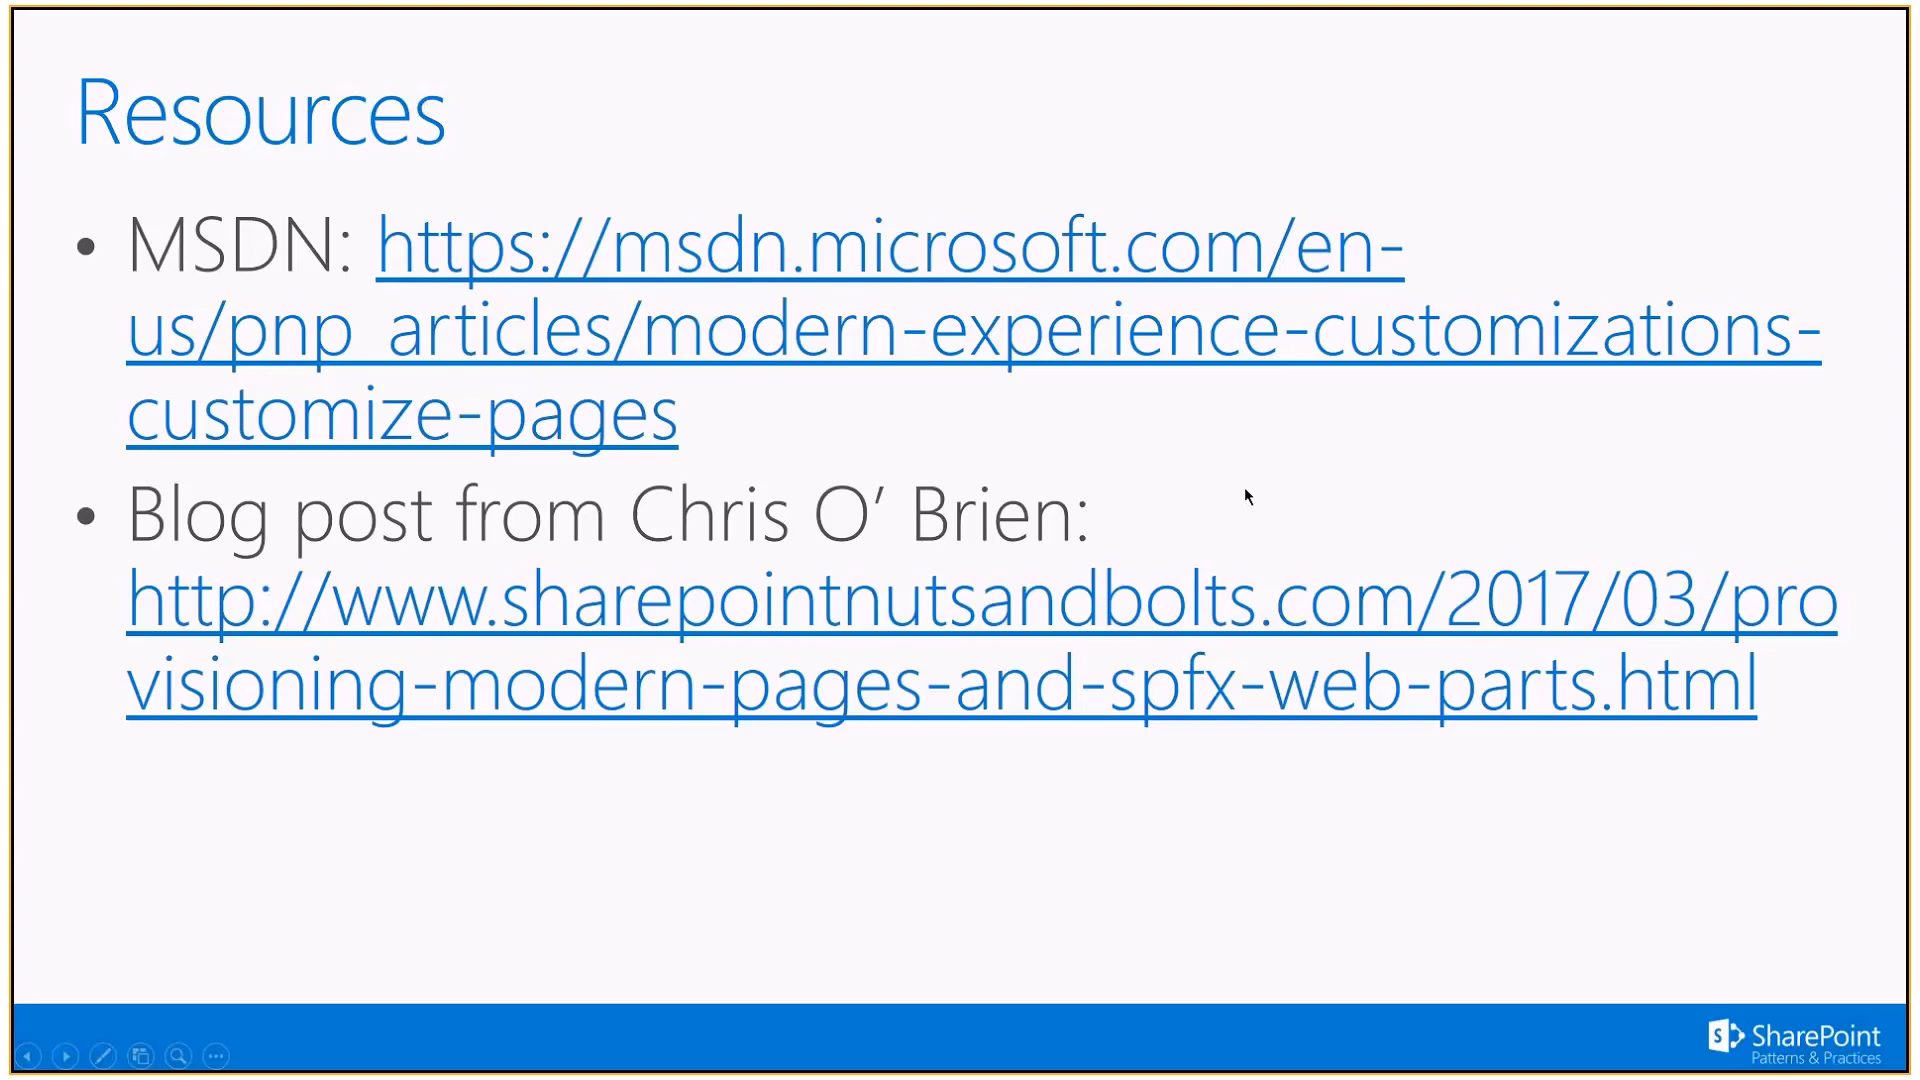 Resources
• MSDN: https://msdn.microsoft.com/en-
us/pnp_articles/modern-experience-customizations-
customize-pages
• Blog post from Chris O’ Brien:
http://www.sharepointnutsandbolts.com/2017/03/pro
visioning-modern-pages-and-spfx-web-parts.html
SharePoint
Patterns & Practices